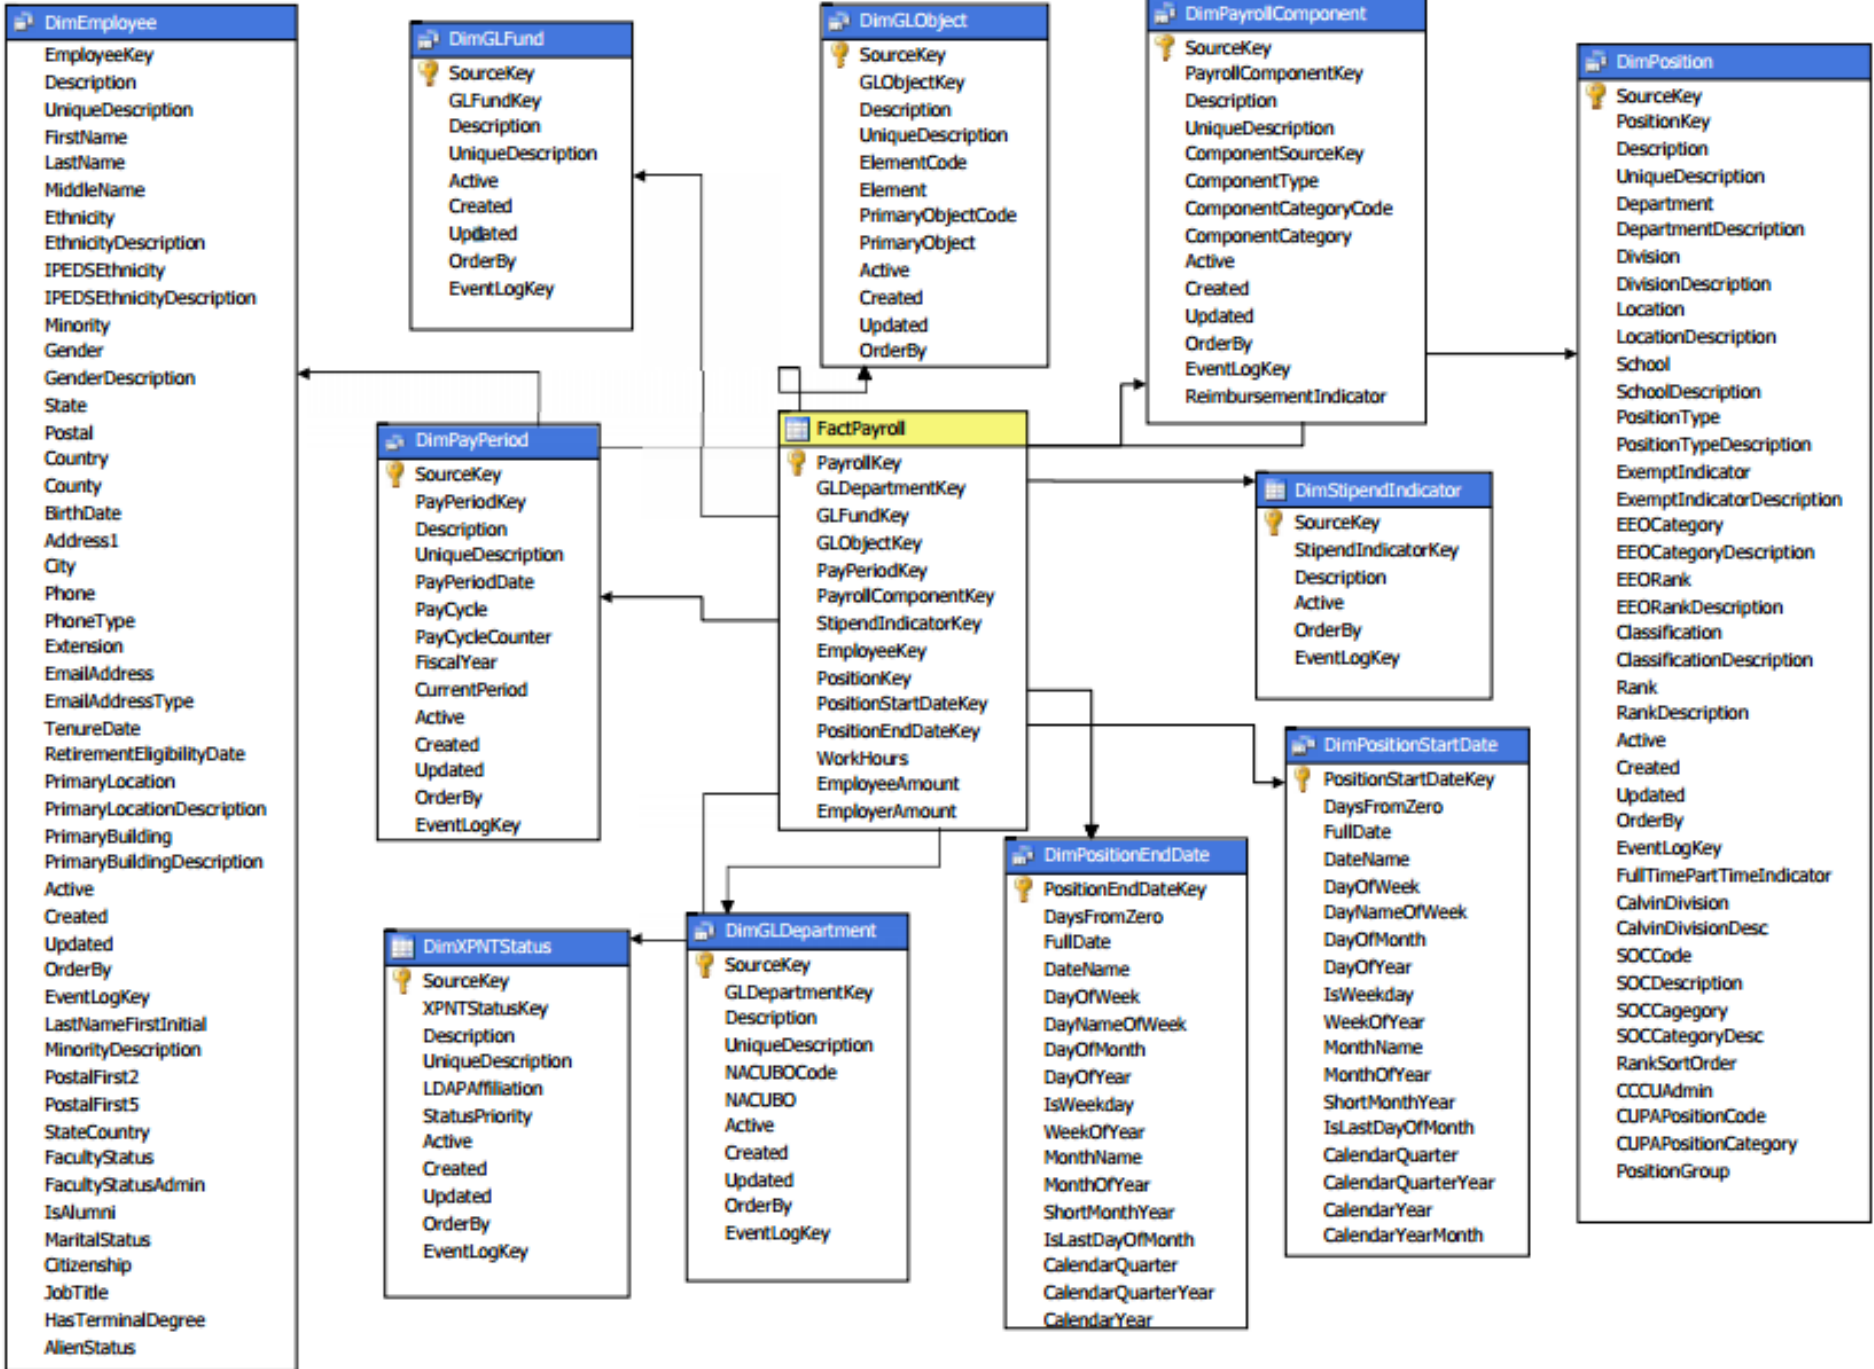 DimEmployee
EmployeeKey
Description
UniqueDescription
FirstName
LastName
MiddleName
Ethnicity
EthnicityDescription
IPEDSEthnicity
IPEDSEthnicityDescription
Minority
Gender
GenderDescription
State
Postal
Country
County
BirthDate
Address1
City
Phone
PhoneType
Extension
EmailAddress
EmailAddressType
TenureDate
RetirementEligibilityDate
PrimaryLocation
PrimaryLocationDescription
PrimaryBuilding
PrimaryBuildingDescription
Active
Created
Updated
OrderBy
EventLogKey
LastNameFirstInitial
MinorityDescription
PostalFirst2
PostalFirst5
StateCountry
FacultyStatus
FacultyStatusAdmin
IsAlumni
MaritalStatus
Citizenship
JobTitle
HasTerminalDegree
AlienStatus
DimGLFund
SourceKey
GLFundKey
Description
UniqueDescription
Active
Created
Updated
OrderBy
EventLogKey
DimGLObject
SourceKey
GLObjectKey
Description
UniqueDescription
ElementCode
Element
PrimaryObjectCode
PrimaryObject
Active
Created
Updated
OrderBy
DimPayrollComponent
SourceKey
PayrollComponentKey
Description
UniqueDescription
ComponentSourceKey
ComponentType
ComponentCategoryCode
ComponentCategory
Active
Created
Updated
OrderBy
EventLogKey
ReimbursementIndicator
DimPosition
SourceKey
PositionKey
Description
UniqueDescription
Department
DepartmentDescription
Division
DivisionDescription
Location
LocationDescription
School
SchoolDescription
PositionType
PositionTypeDescription
ExemptIndicator
ExemptIndicatorDescription
EEOCategory
EEOCategoryDescription
EEORank
EEORankDescription
Classification
ClassificationDescription
Rank
RankDescription
Active
Created
Updated
OrderBy
EventLogKey
FullTimePartTimeIndicator
CalvinDivision
CalvinDivisionDesc
SOCCode
SOCDescription
SOCCagegory
SOCCategoryDesc
RankSortOrder
CCCUAdmin
CUPAPositionCode
CUPAPositionCategory
PositionGroup
DimPayPeriod
SourceKey
PayPeriodKey
Description
UniqueDescription
PayPeriodDate
PayCycle
PayCycleCounter
FiscalYear
CurrentPeriod
Active
Created
Updated
OrderBy
EventLogKey
FactPayroll
PayrollKey
GLDepartmentKey
GLFundKey
GLObjectKey
PayPeriodKey
PayrollComponentKey
StipendIndicatorKey
EmployeeKey
PositionKey
PositionStartDateKey
PositionEndDateKey
WorkHours
EmployeeAmount
EmployerAmount
DimStipendIndicator
SourceKey
StipendIndicatorKey
Description
Active
OrderBy
EventLogKey
DimXPNTStatus
SourceKey
XPNTStatusKey
Description
UniqueDescription
LDAPAffiliation
StatusPriority
Active
Created
Updated
OrderBy
EventLogKey
DimGLDepartment
SourceKey
GLDepartmentKey
Description
UniqueDescription
NACUBOCode
NACUBO
Active
Created
Updated
OrderBy
EventLogKey
DimPositionEndDate
PositionEndDateKey
DaysFromZero
FullDate
DateName
DayOfWeek
DayNameOfWeek
DayOfMonth
DayOfYear
IsWeekday
WeekOfYear
MonthName
MonthOfYear
ShortMonthYear
IsLastDayOfMonth
CalendarQuarter
CalendarQuarterYear
CalendarYear
DimPositionStartDate
PositionStartDateKey
DaysFromZero
FullDate
DateName
DayOfWeek
DayNameOfWeek
DayOfMonth
DayOfYear
IsWeekday
WeekOfYear
MonthName
MonthOfYear
ShortMonthYear
IsLastDayOfMonth
CalendarQuarter
CalendarQuarterYear
CalendarYear
CalendarYearMonth